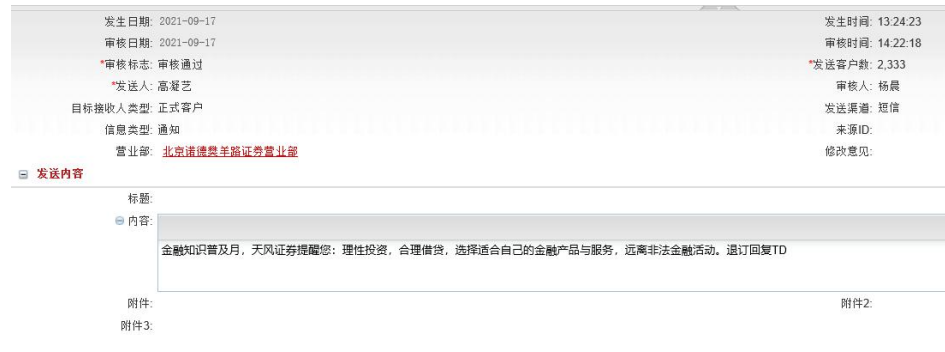 发生日期: 2021-09-17 发生时间: 13:24:23
审核日期: 2021-09-17 审核时间: 14:22:18
*审核标志: 审核通过 *发送客户数: 2,333
*发送人: 高凝艺 审核人: 杨晨
目标接收人类型: 正式客户 发送渠道: 短信
信息类型: 通知 来源ID:
营业部: 北京诺德樊羊路证券营业部 修改意见:
发送内容
标题:
内容:
金融知识普及月，天风证券提醒您：理性投资，合理借贷，选择适合自己的金融产品与服务，远离非法金融活动。退订回复TD
附件: 附件2:
附件3: